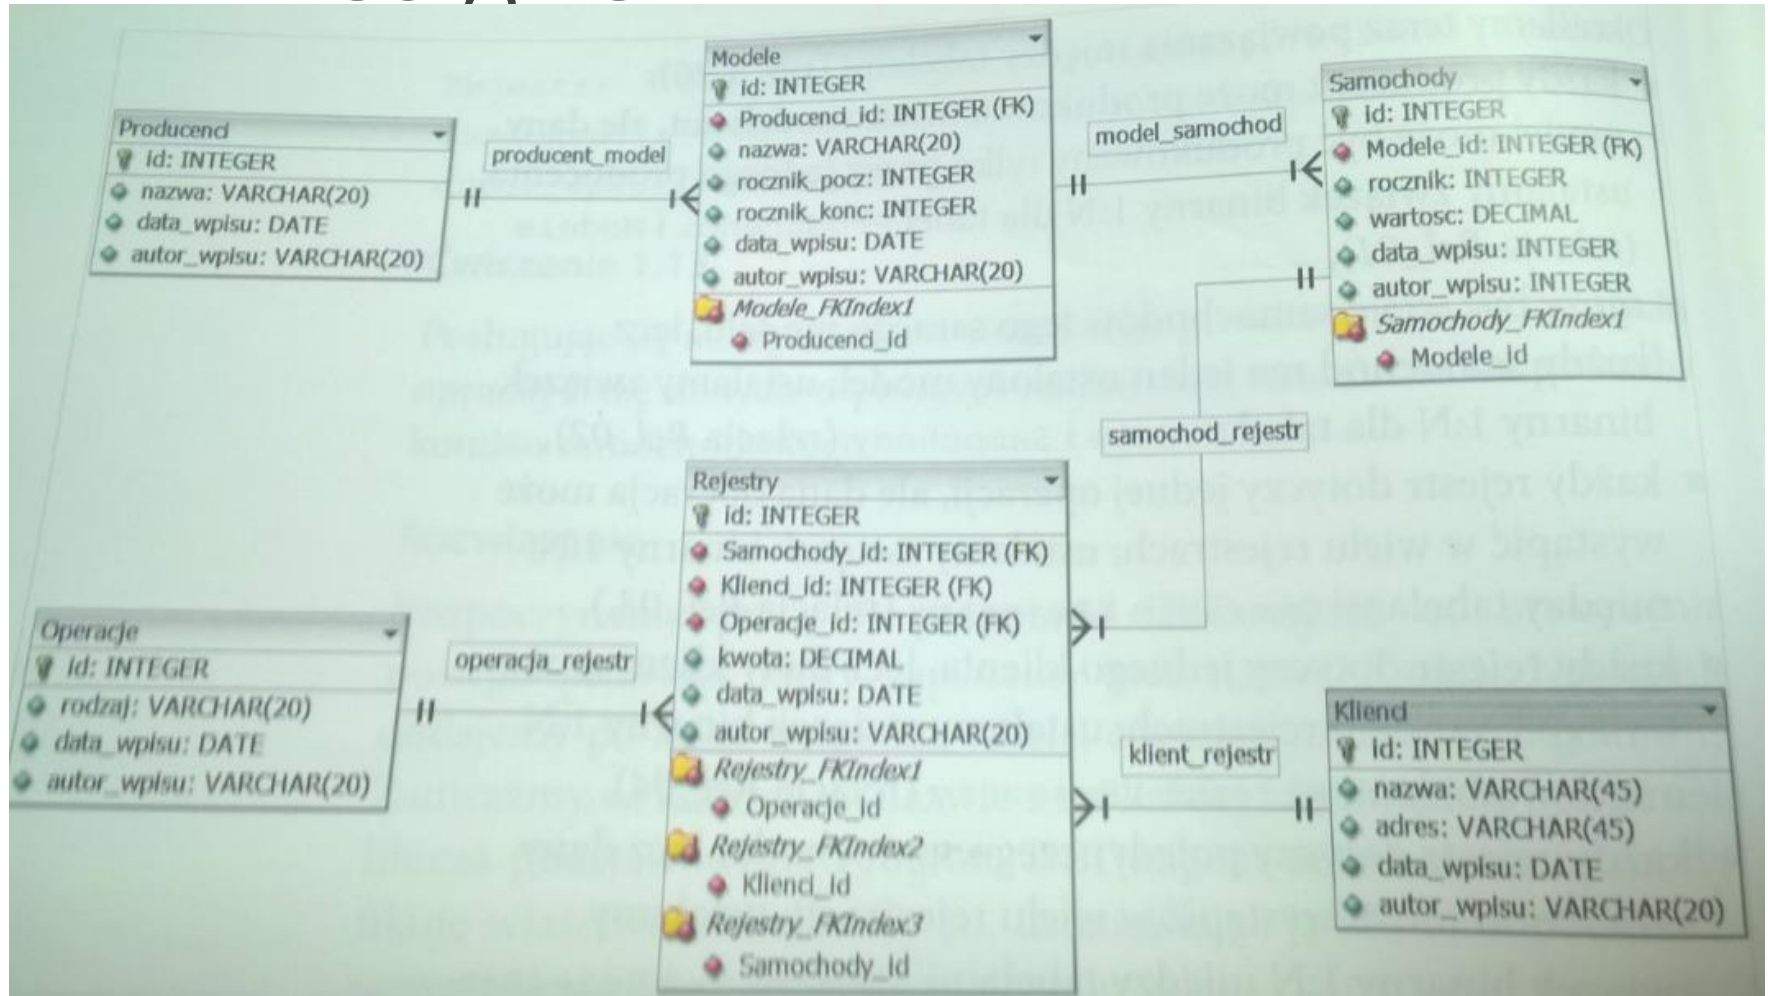 Producenci
id: INTEGER
nazwa: VARCHAR(20)
data_wpisu: DATE
autor_wpisu: VARCHAR(20)
producent_model
Modele
id: INTEGER
Producenci_id: INTEGER (FK)
nazwa: VARCHAR(20)
rocznik_pocz: INTEGER
rocznik_konc: INTEGER
data_wpisu: DATE
autor_wpisu: VARCHAR(20)
Modele_FKIndex1
Producenci_id
model_samochod
Samochody
id: INTEGER
Modele_id: INTEGER (FK)
rocznik: INTEGER
wartosc: DECIMAL
data_wpisu: INTEGER
autor_wpisu: INTEGER
Samochody_FKIndex1
Modele_id
samochod_rejestr
Operacje
id: INTEGER
rodzaj: VARCHAR(20)
data_wpisu: DATE
autor_wpisu: VARCHAR(20)
operacja_rejestr
Rejestry
id: INTEGER
Samochody_id: INTEGER (FK)
Klienci_id: INTEGER (FK)
Operacje_id: INTEGER (FK)
kwota: DECIMAL
data_wpisu: DATE
autor_wpisu: VARCHAR(20)
Rejestry_FKIndex1
Operacje_id
Rejestry_FKIndex2
Klienci_id
Rejestry_FKIndex3
Samochody_id
klient_rejestr
Klienci
id: INTEGER
nazwa: VARCHAR(45)
adres: VARCHAR(45)
data_wpisu: DATE
autor_wpisu: VARCHAR(20)